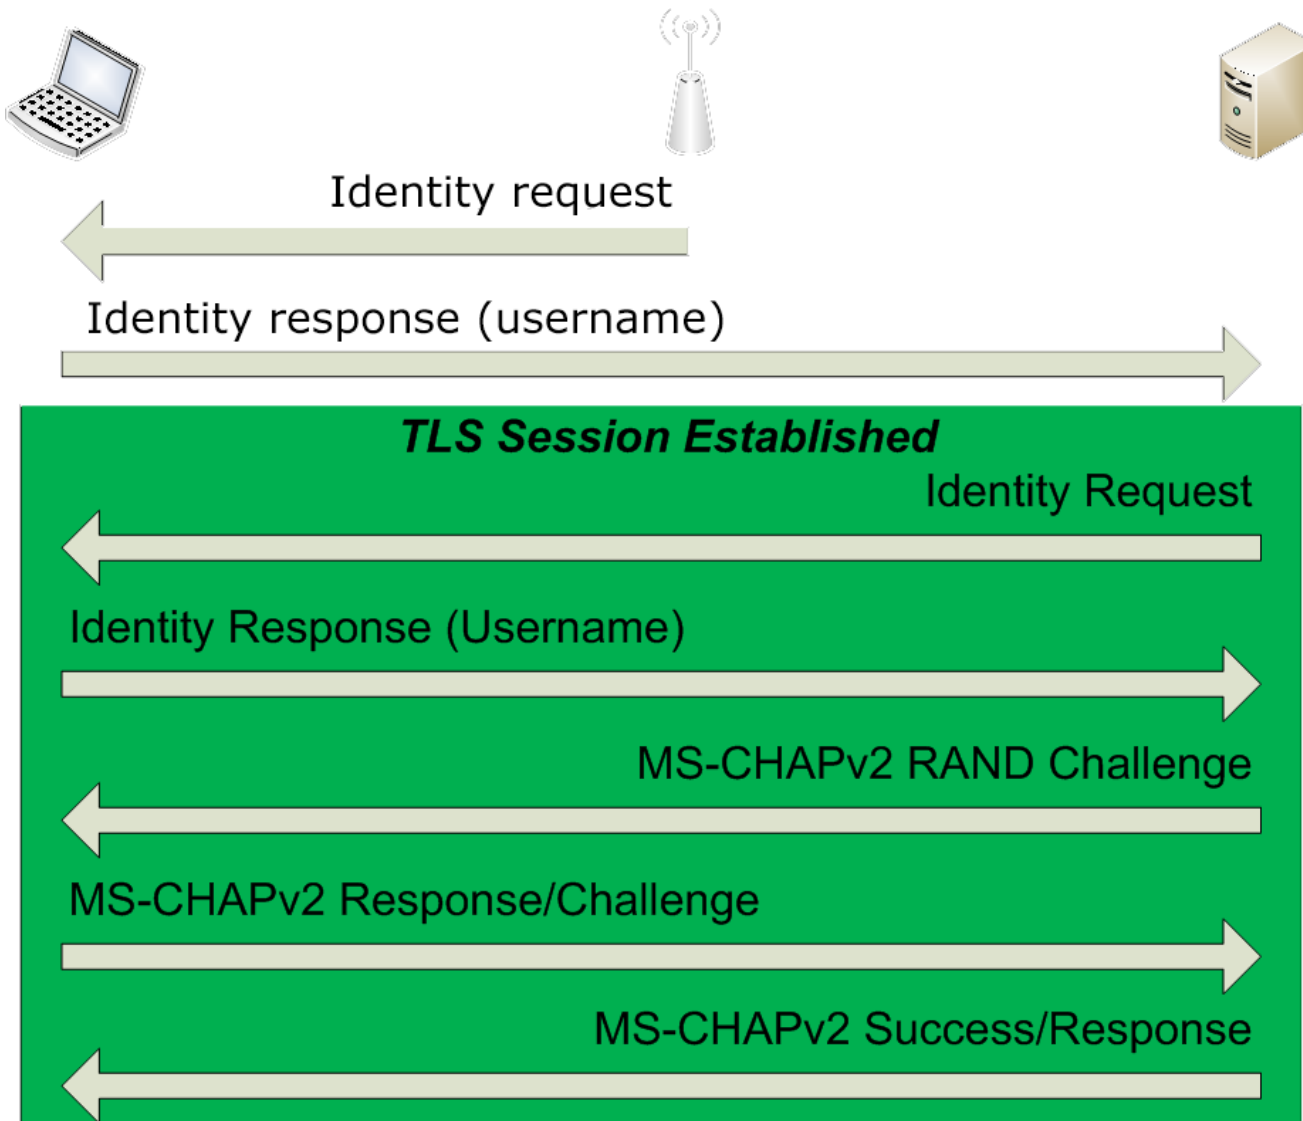 Identity request
Identity response (username)
TLS Session Established
Identity Request
Identity Response (Username)
MS-CHAPv2 RAND Challenge
MS-CHAPv2 Response/Challenge
MS-CHAPv2 Success/Response